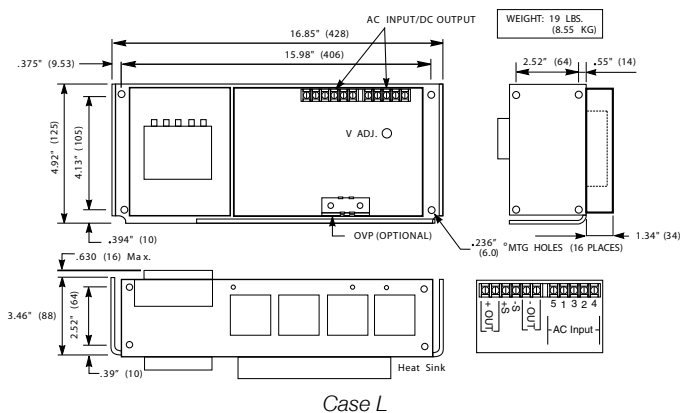 AC INPUT/DC OUTPUT
WEIGHT: 19 LBS.
(8.55 KG)
16.85" (428)
15.98" (406)
.375" (9.53)
2.52" (64)
.55" (14)
4.92" (125)
4.13" (105)
V ADJ.
.394" (10)
OVP (OPTIONAL)
.236"
(6.0)
°MTG HOLES (16 PLACES)
1.34" (34)
.630 (16) Max.
3.46" (88)
2.52" (64)
.39" (10)
Heat Sink
+ OUT
+S
-S
- OUT
5 1 3 2 4
AC Input
Case L